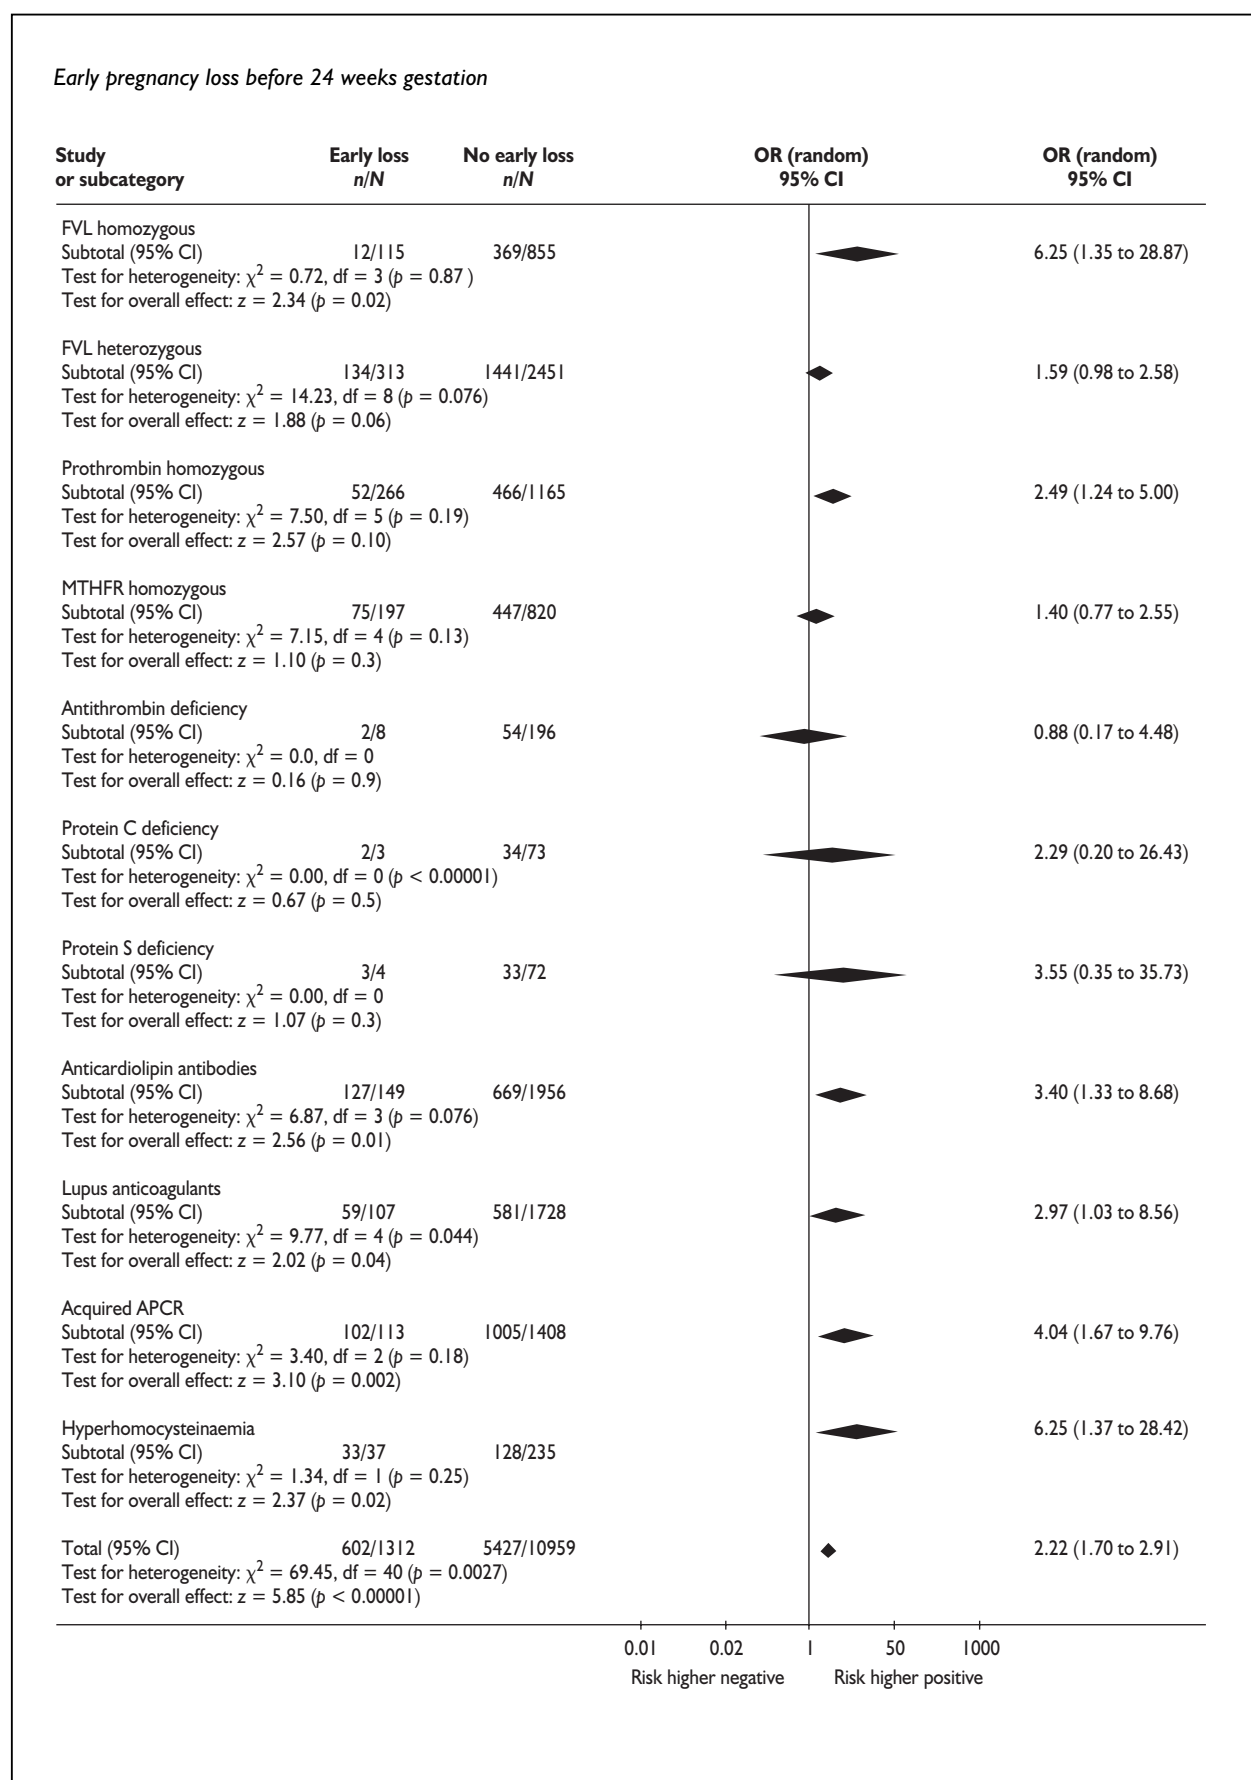 Early pregnancy loss before 24 weeks gestation
Study Early loss No early loss OR (random) OR (random)
or subcategory n/N n/N 95% CI 95% CI
FVL homozygous
Subtotal (95% CI) 12/115 369/855 6.25 (1.35 to 28.87)
Test for heterogeneity: χ² = 0.72, df = 3 (p = 0.87 )
Test for overall effect: z = 2.34 (p = 0.02)
FVL heterozygous
Subtotal (95% CI) 134/313 1441/2451 1.59 (0.98 to 2.58)
Test for heterogeneity: χ² = 14.23, df = 8 (p = 0.076)
Test for overall effect: z = 1.88 (p = 0.06)
Prothrombin homozygous
Subtotal (95% CI) 52/266 466/1165 2.49 (1.24 to 5.00)
Test for heterogeneity: χ² = 7.50, df = 5 (p = 0.19)
Test for overall effect: z = 2.57 (p = 0.10)
MTHFR homozygous
Subtotal (95% CI) 75/197 447/820 1.40 (0.77 to 2.55)
Test for heterogeneity: χ² = 7.15, df = 4 (p = 0.13)
Test for overall effect: z = 1.10 (p = 0.3)
Antithrombin deficiency
Subtotal (95% CI) 2/8 54/196 0.88 (0.17 to 4.48)
Test for heterogeneity: χ² = 0.0, df = 0
Test for overall effect: z = 0.16 (p = 0.9)
Protein C deficiency
Subtotal (95% CI) 2/3 34/73 2.29 (0.20 to 26.43)
Test for heterogeneity: χ² = 0.00, df = 0 (p < 0.00001)
Test for overall effect: z = 0.67 (p = 0.5)
Protein S deficiency
Subtotal (95% CI) 3/4 33/72 3.55 (0.35 to 35.73)
Test for heterogeneity: χ² = 0.00, df = 0
Test for overall effect: z = 1.07 (p = 0.3)
Anticardiolipin antibodies
Subtotal (95% CI) 127/149 669/1956 3.40 (1.33 to 8.68)
Test for heterogeneity: χ² = 6.87, df = 3 (p = 0.076)
Test for overall effect: z = 2.56 (p = 0.01)
Lupus anticoagulants
Subtotal (95% CI) 59/107 581/1728 2.97 (1.03 to 8.56)
Test for heterogeneity: χ² = 9.77, df = 4 (p = 0.044)
Test for overall effect: z = 2.02 (p = 0.04)
Acquired APCR
Subtotal (95% CI) 102/113 1005/1408 4.04 (1.67 to 9.76)
Test for heterogeneity: χ² = 3.40, df = 2 (p = 0.18)
Test for overall effect: z = 3.10 (p = 0.002)
Hyperhomocysteinaemia 6.25 (1.37 to 28.42)
Subtotal (95% CI) 33/37 128/235
Test for heterogeneity: χ² = 1.34, df = 1 (p = 0.25)
Test for overall effect: z = 2.37 (p = 0.02)
Total (95% CI) 602/1312 5427/10959 2.22 (1.70 to 2.91)
Test for heterogeneity: χ² = 69.45, df = 40 (p = 0.0027)
Test for overall effect: z = 5.85 (p < 0.00001)
0.01 0.02 1 50 1000
Risk higher negative Risk higher positive